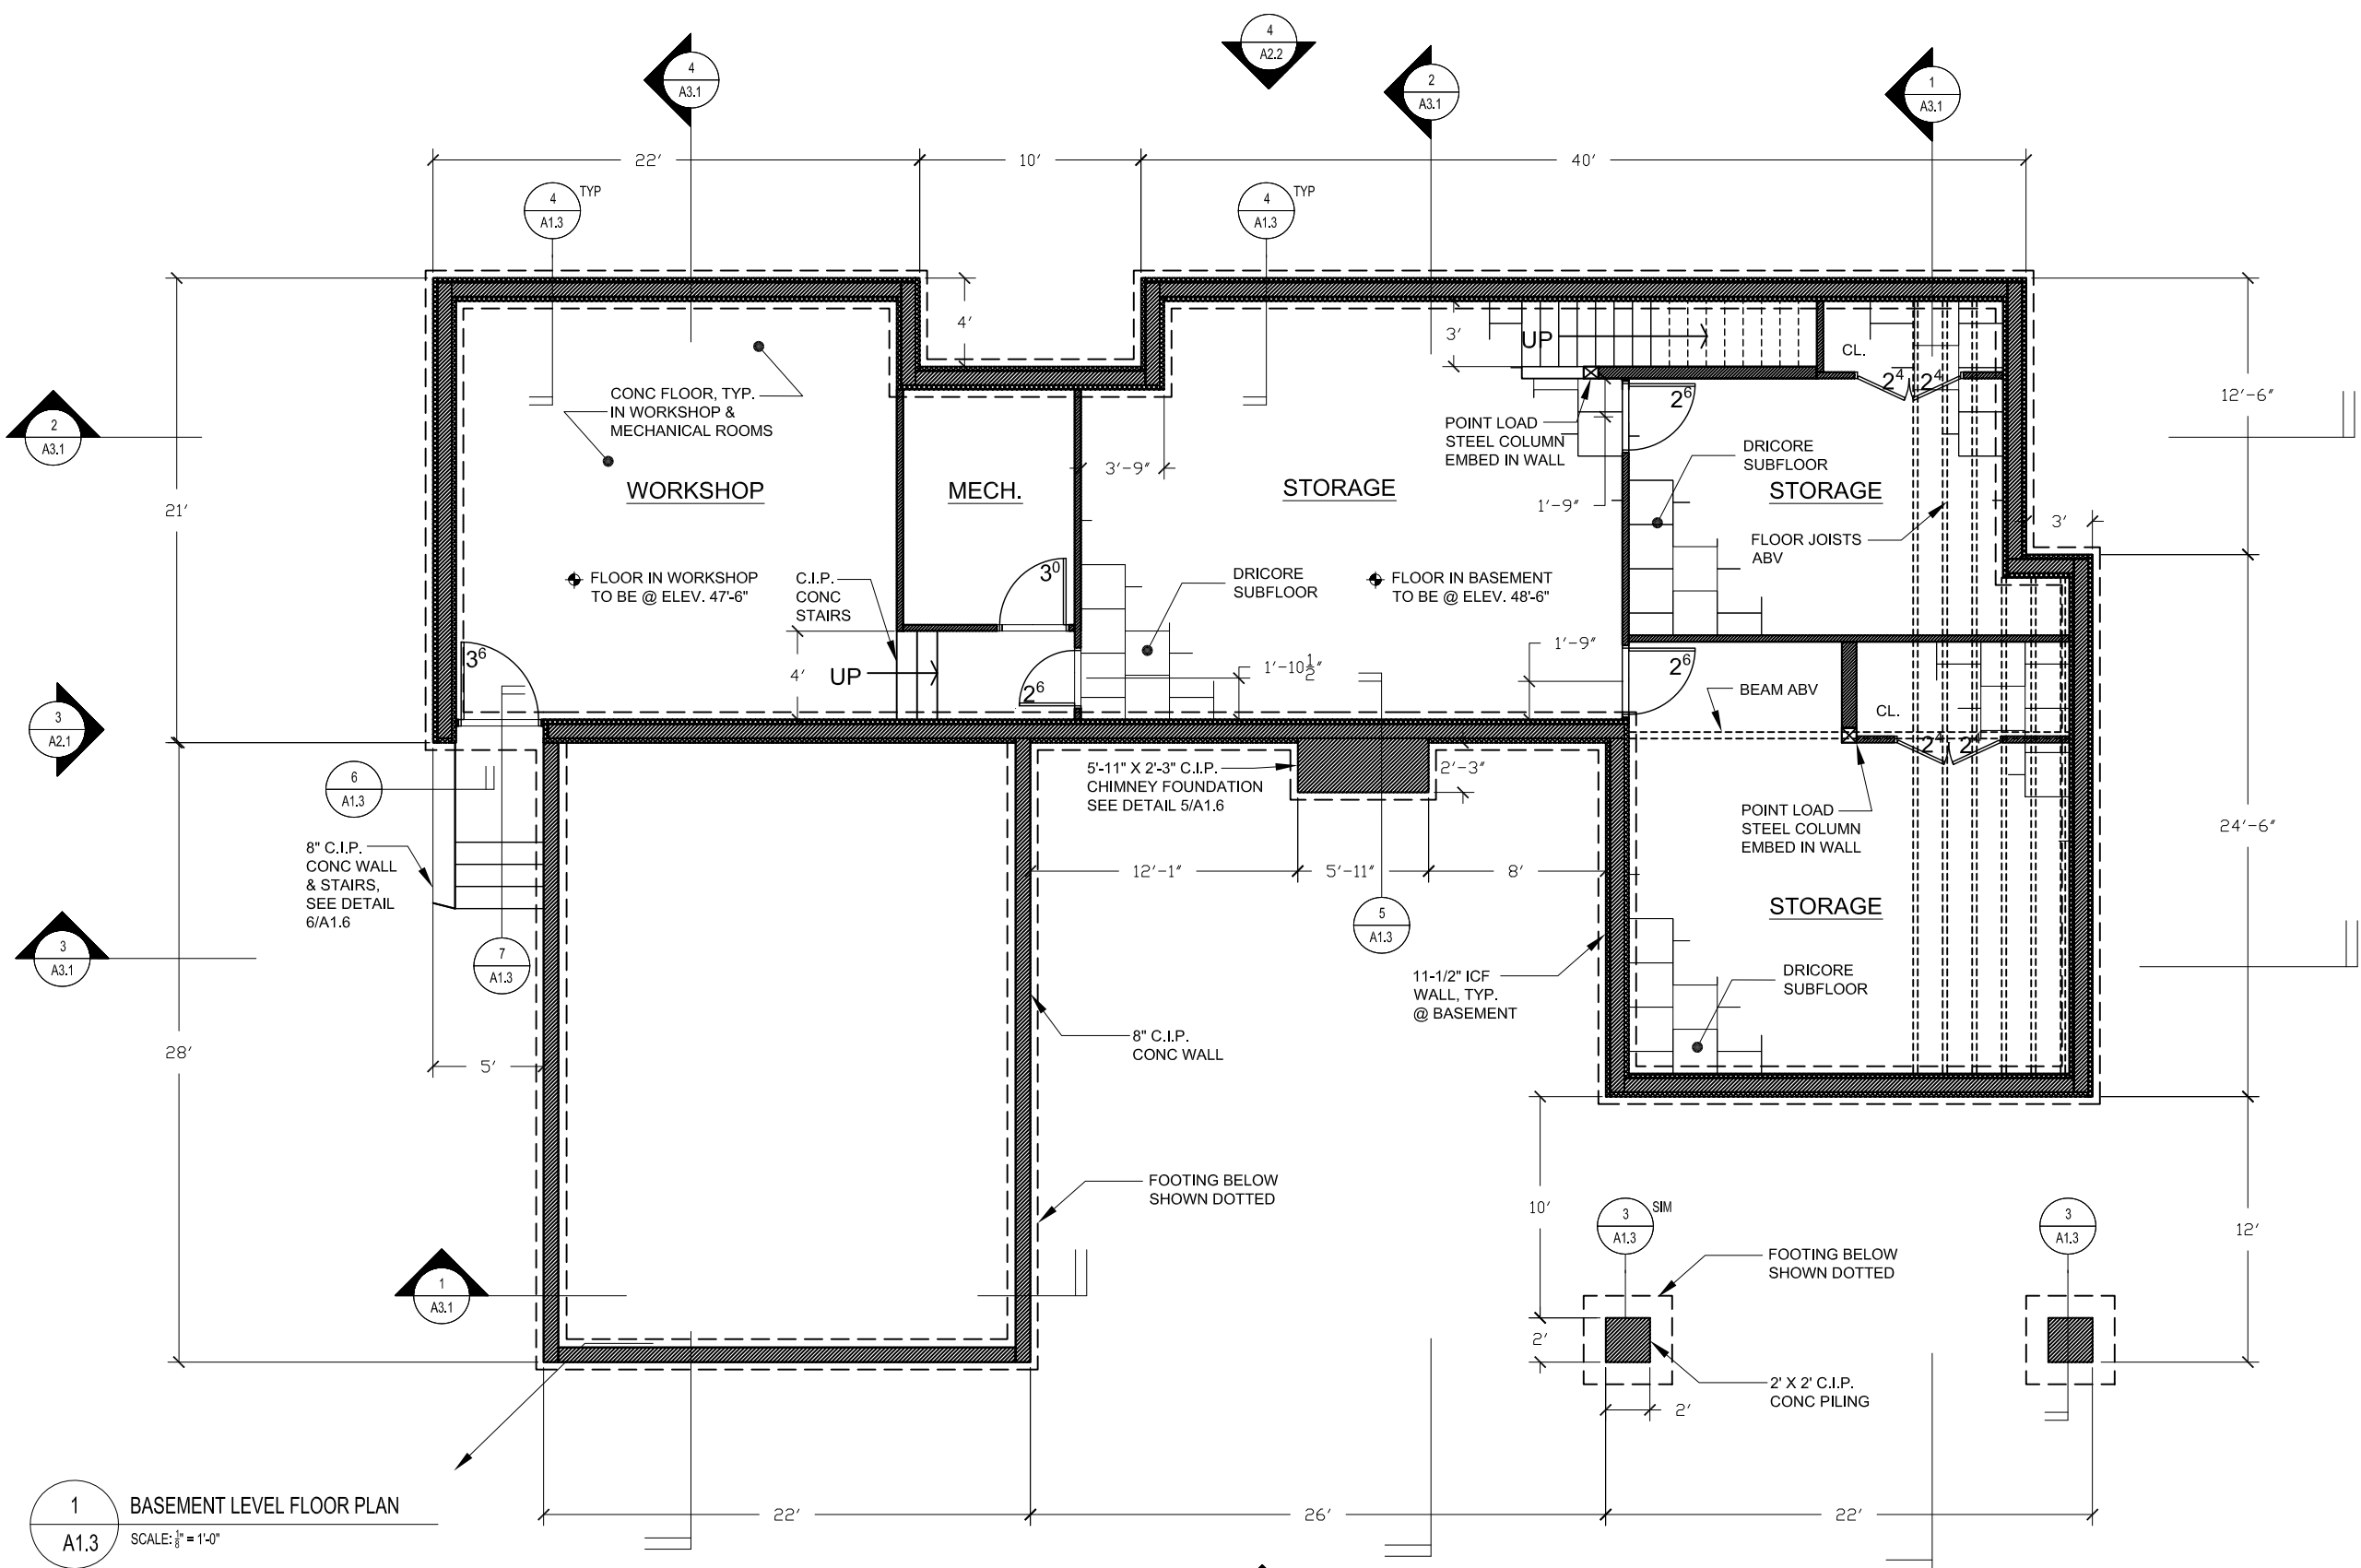 4
A2.2
4
A3.1
2
A3.1
1
A3.1
22'
10'
40'
4
A1.3
TYP
4
A1.3
TYP
4'
3'
UP
CL.
2⁴
2⁴
12'-6"
2
A3.1
CONC FLOOR, TYP.
IN WORKSHOP &
MECHANICAL ROOMS
2⁶
POINT LOAD
STEEL COLUMN
EMBED IN WALL
DRICORE
SUBFLOOR
3'-9"
WORKSHOP
MECH.
STORAGE
STORAGE
1'-9"
21'
3'
FLOOR JOISTS
ABV
FLOOR IN WORKSHOP
TO BE @ ELEV. 47'-6"
C.I.P.
CONC
STAIRS
3⁰
DRICORE
SUBFLOOR
FLOOR IN BASEMENT
TO BE @ ELEV. 48'-6"
3⁶
4'
UP
2⁶
1'-10½"
1'-9"
2⁶
BEAM ABV
CL.
2⁴
2⁴
3
A2.1
6
A1.3
5'-11" X 2'-3" C.I.P.
CHIMNEY FOUNDATION
SEE DETAIL 5/A1.6
2'-3"
POINT LOAD
STEEL COLUMN
EMBED IN WALL
24'-6"
8" C.I.P.
CONC WALL
& STAIRS,
SEE DETAIL
6/A1.6
12'-1"
5'-11"
8'
STORAGE
5
A1.3
3
A3.1
7
A1.3
11-1/2" ICF
WALL, TYP.
@ BASEMENT
DRICORE
SUBFLOOR
8" C.I.P.
CONC WALL
28'
5'
FOOTING BELOW
SHOWN DOTTED
10'
3
A1.3
SIM
3
A1.3
12'
FOOTING BELOW
SHOWN DOTTED
1
A3.1
2'
2' X 2' C.I.P.
CONC PILING
2'
1
A1.3
BASEMENT LEVEL FLOOR PLAN
SCALE: ⅛" = 1'-0"
22'
26'
22'